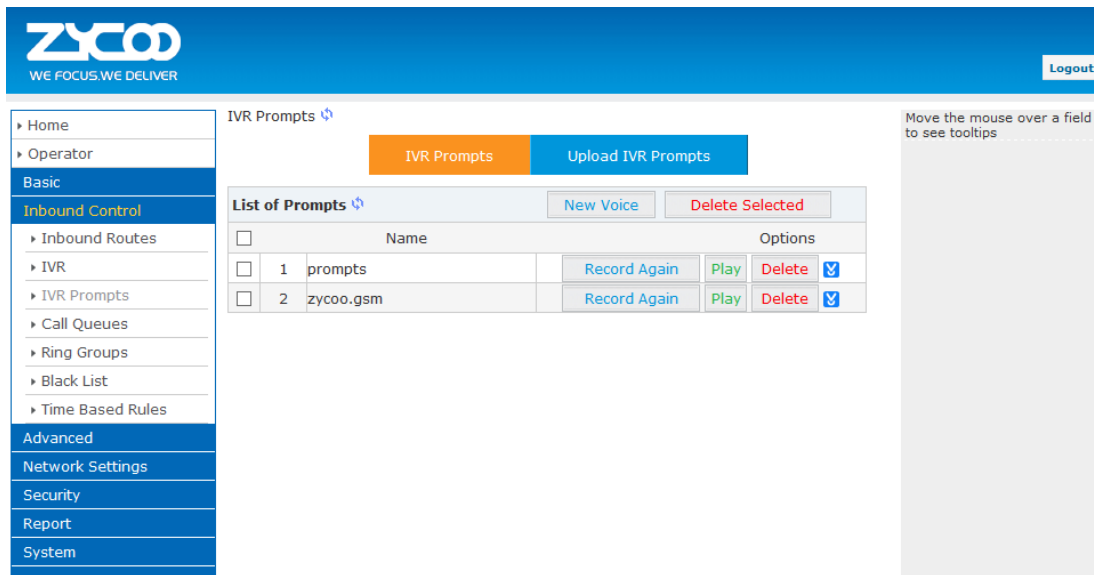 ZYCOO
WE FOCUS.WE DELIVER
Logout
Home
Operator
Basic
Inbound Control
Inbound Routes
IVR
IVR Prompts
Call Queues
Ring Groups
Black List
Time Based Rules
Advanced
Network Settings
Security
Report
System
IVR Prompts
IVR Prompts Upload IVR Prompts
List of Prompts New Voice Delete Selected
Name Options
1 prompts Record Again Play Delete
2 zycoo.gsm Record Again Play Delete
Move the mouse over a field
to see tooltips